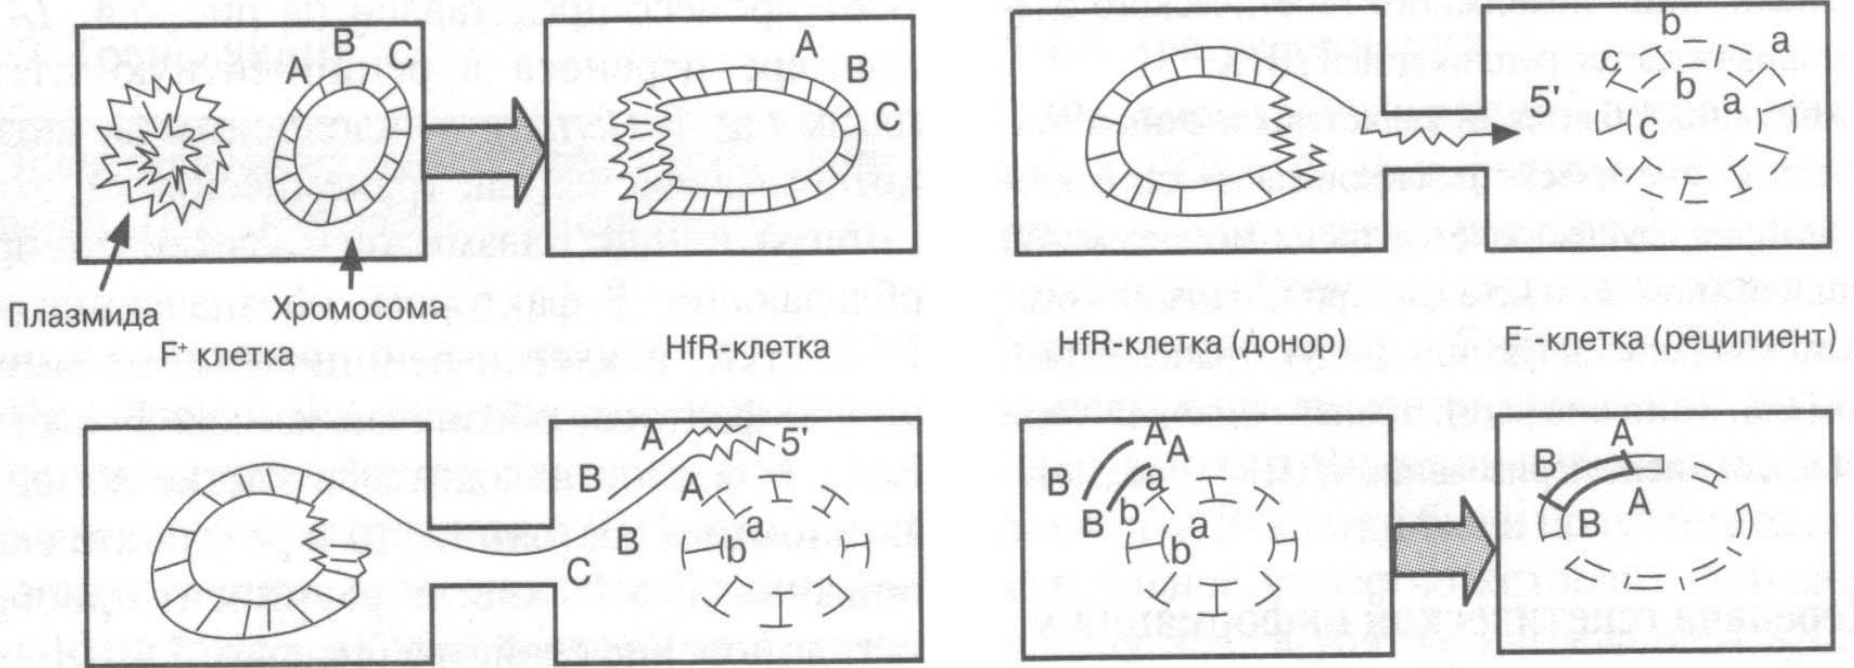 B
C
A
Плазмида
Хромосома
F⁺ клетка
A
B
C
HfR-клетка
5'
b
a
c
b
a
c
HfR-клетка (донор)
F⁻-клетка (реципиент)
A
5'
B
A
a
b
B
C
A
A
B
a
B
b
a
b
A
B
A
B